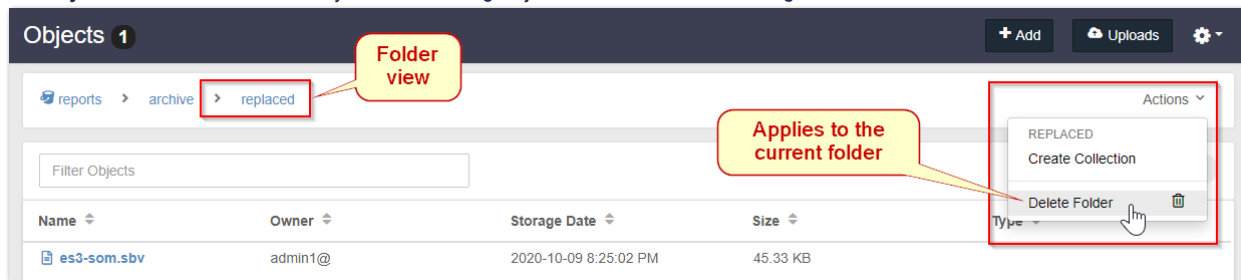 Objects 1
+ Add
Uploads
Folder
view
reports > archive > replaced
Actions
Applies to the
current folder
REPLACED
Create Collection
Delete Folder
Filter Objects
Name Owner Storage Date Size Type
es3-som.sbv admin1@ 2020-10-09 8:25:02 PM 45.33 KB